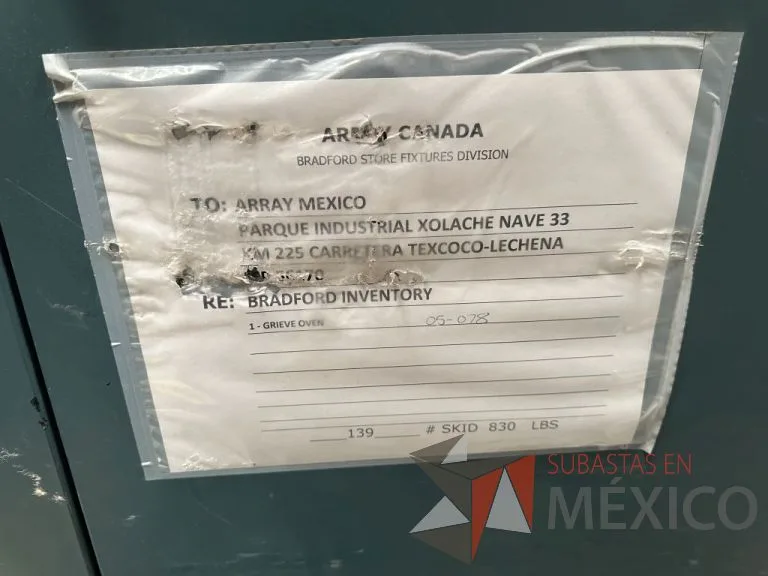 ARRAY CANADA
BRADFORD STORE FIXTURES DIVISION
TO: ARRAY MEXICO
PARQUE INDUSTRIAL XOLACHE NAVE 33
KM 225 CARRETERA TEXCOCO-LECHENA
RE: BRADFORD INVENTORY
1 - GRIEVE OVEN 05-078
139 # SKID 830 LBS
SUBASTAS EN
MÉXICO